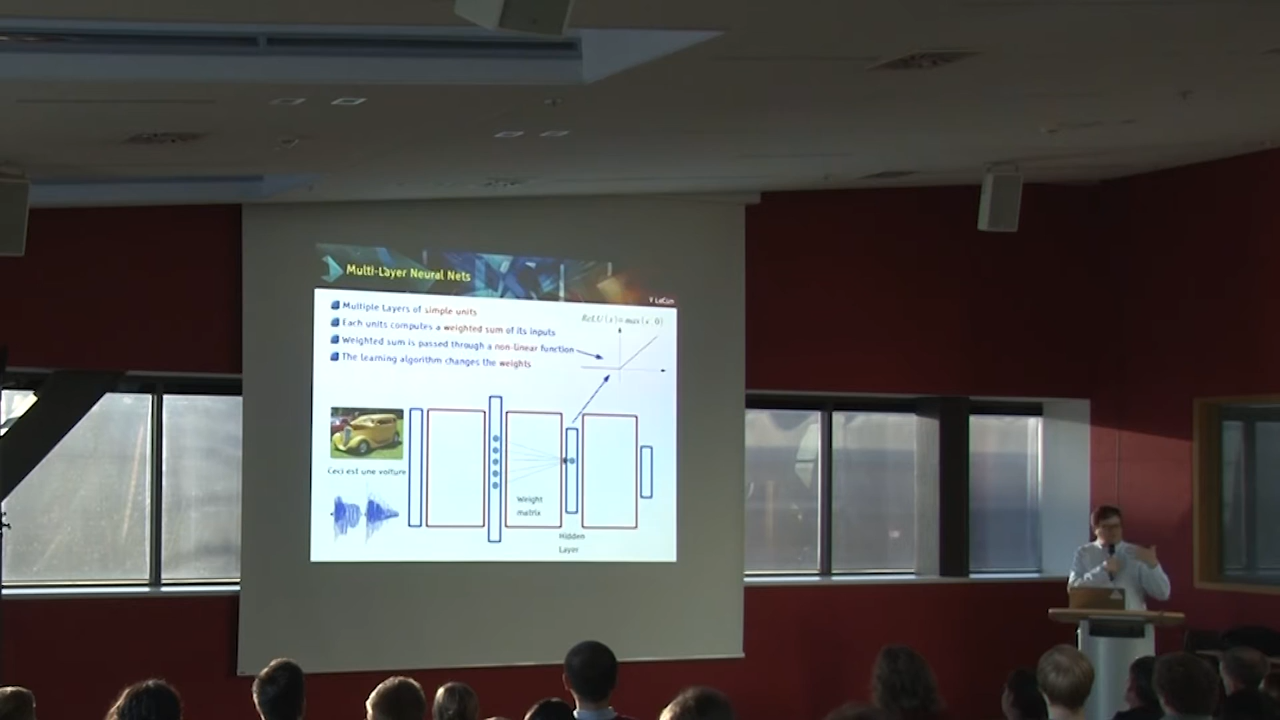 Multi-Layer Neural Nets
Y LeCun
Multiple Layers of simple units
Each units computes a weighted sum of its inputs
Weighted sum is passed through a non-linear function
The learning algorithm changes the weights
ReLU(x)=max(x,0)
Ceci est une voiture
Weight
matrix
Hidden
Layer